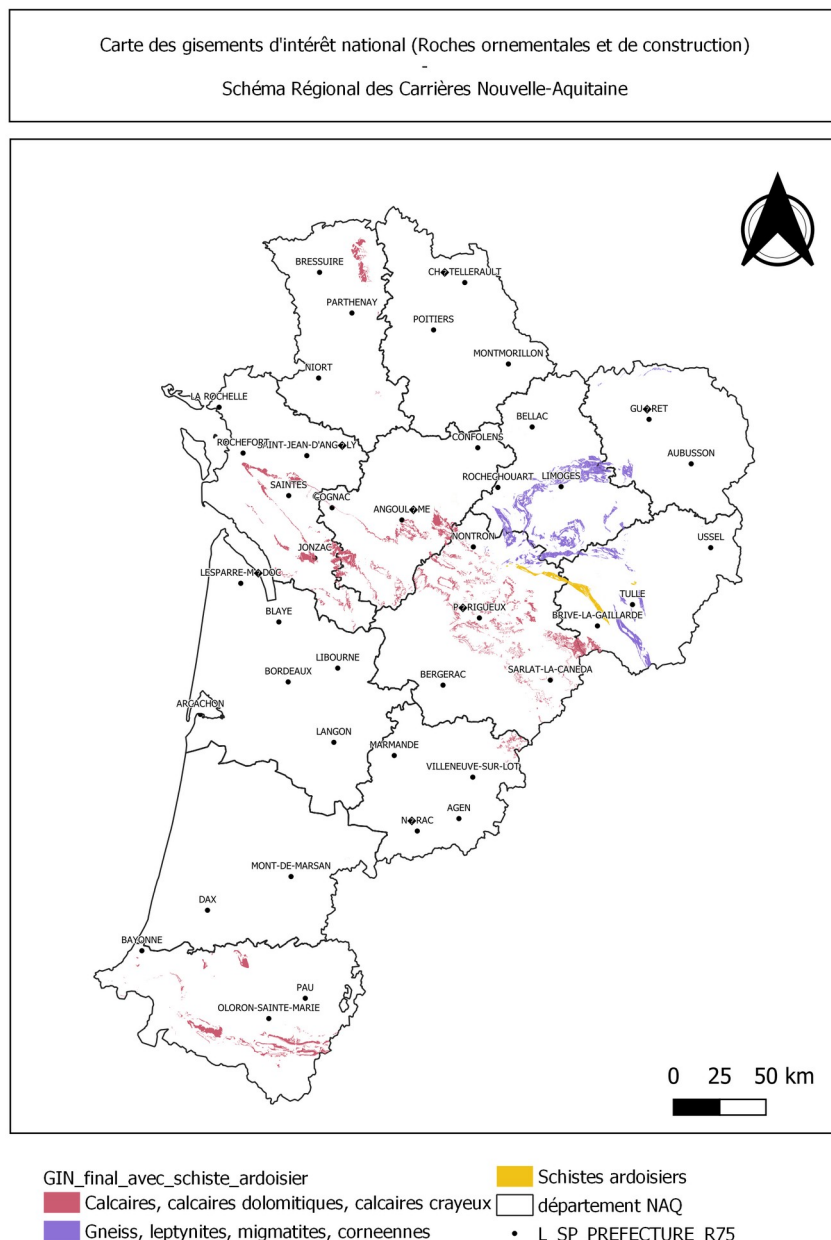 Carte des gisements d'intérêt national (Roches ornementales et de construction)
-
Schéma Régional des Carrières Nouvelle-Aquitaine
BRESSUIRE
CH�TELLERAULT
PARTHENAY
POITIERS
MONTMORILLON
NIORT
LA ROCHELLE
GU�RET
BELLAC
CONFOLENS
ROCHEFORT
SAINT-JEAN-D'ANG�LY
AUBUSSON
ROCHECHOUART
LIMOGES
SAINTES
COGNAC
ANGOUL�ME
NONTRON
USSEL
JONZAC
LESPARRE-M�DOC
TULLE
BLAYE
P�RIGUEUX
BRIVE-LA-GAILLARDE
LIBOURNE
BORDEAUX
BERGERAC
SARLAT-LA-CANEDA
ARCACHON
LANGON
MARMANDE
VILLENEUVE-SUR-LOT
AGEN
N�RAC
MONT-DE-MARSAN
DAX
BAYONNE
PAU
OLORON-SAINTE-MARIE
0 25 50 km
GIN_final_avec_schiste_ardoisier
Calcaires, calcaires dolomitiques, calcaires crayeux
Gneiss, leptynites, migmatites, corneennes
Schistes ardoisiers
département NAQ
L_SP_PREFECTURE_R75